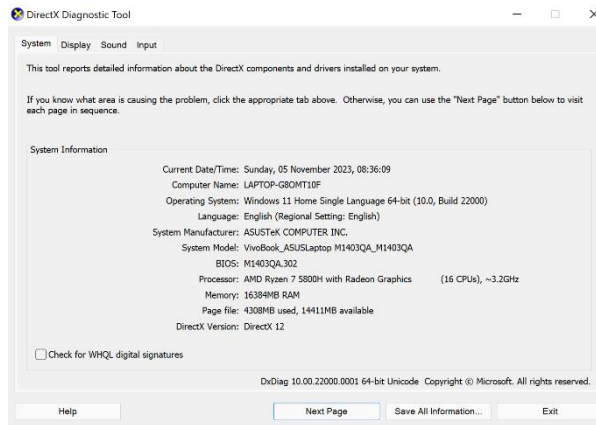 DirectX Diagnostic Tool
System Display Sound Input
This tool reports detailed information about the DirectX components and drivers installed on your system.
If you know what area is causing the problem, click the appropriate tab above. Otherwise, you can use the "Next Page" button below to visit
each page in sequence.
System Information
Current Date/Time: Sunday, 05 November 2023, 08:36:09
Computer Name: LAPTOP-G8OMT10F
Operating System: Windows 11 Home Single Language 64-bit (10.0, Build 22000)
Language: English (Regional Setting: English)
System Manufacturer: ASUSTeK COMPUTER INC.
System Model: VivoBook_ASUSLaptop M1403QA_M1403QA
BIOS: M1403QA.302
Processor: AMD Ryzen 7 5800H with Radeon Graphics (16 CPUs), ~3.2GHz
Memory: 16384MB RAM
Page file: 4308MB used, 14411MB available
DirectX Version: DirectX 12
Check for WHQL digital signatures
DxDiag 10.00.22000.0001 64-bit Unicode Copyright © Microsoft. All rights reserved.
Help Next Page Save All Information... Exit